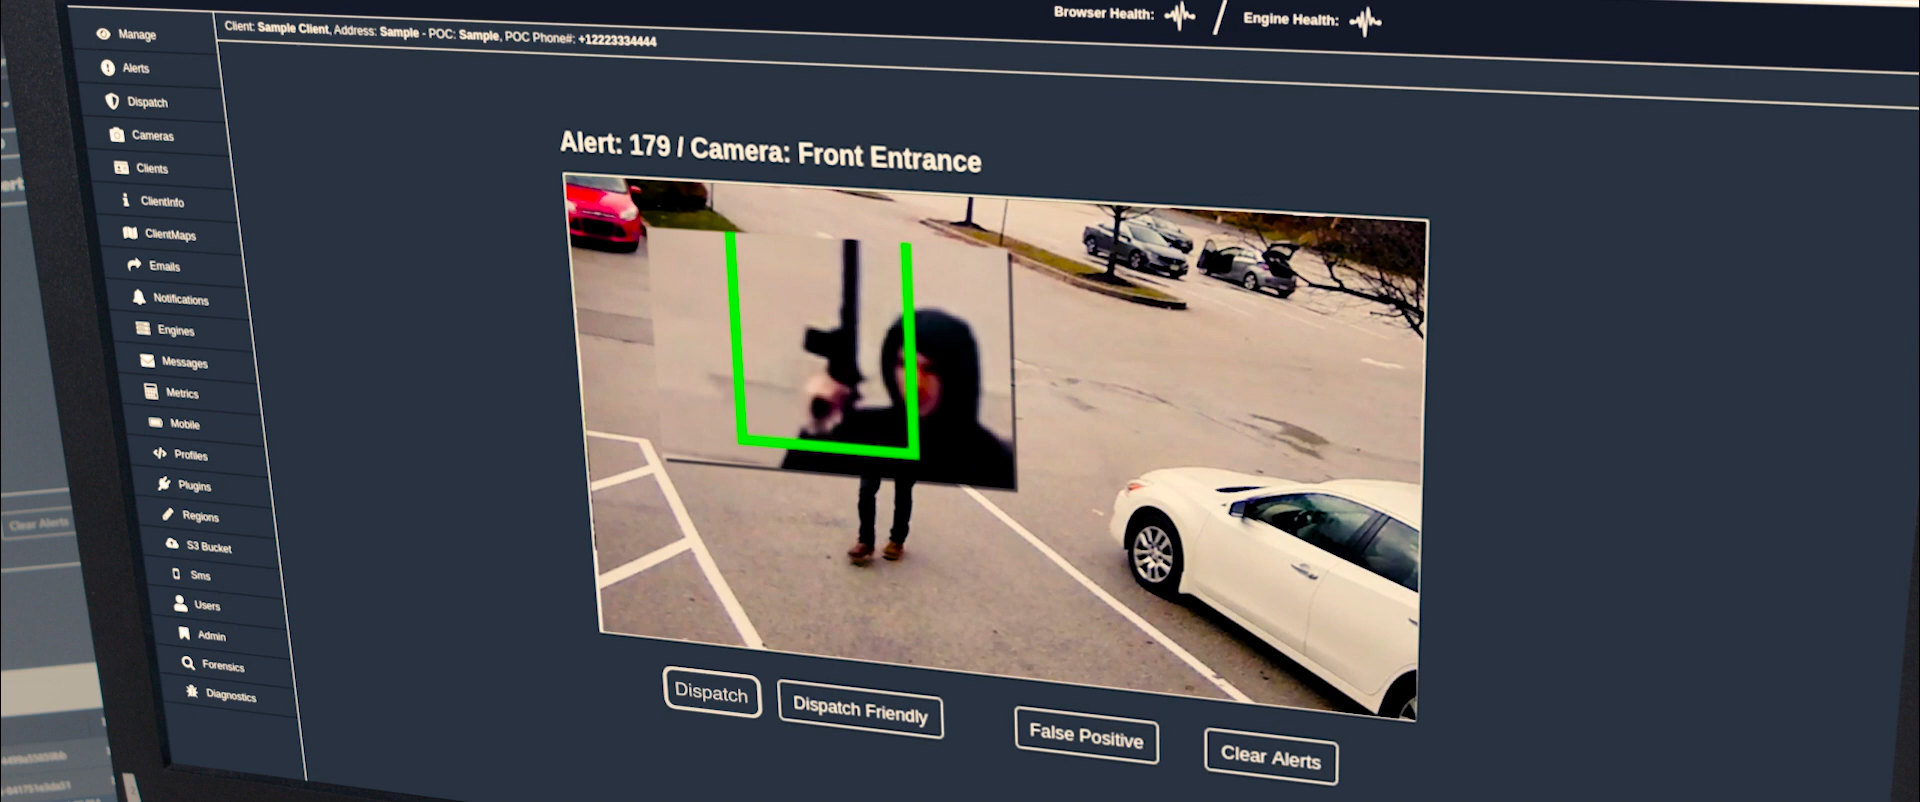 Browser Health:
Engine Health:
Client: Sample Client, Address: Sample - POC: Sample, POC Phone#: +12223334444
Manage
Alerts
Dispatch
Cameras
Clients
ClientInfo
ClientMaps
Emails
Notifications
Engines
Messages
Metrics
Mobile
Profiles
Plugins
Regions
S3 Bucket
Sms
Users
Admin
Forensics
Diagnostics
Alert: 179 / Camera: Front Entrance
Dispatch
Dispatch Friendly
False Positive
Clear Alerts
Clear Alerts